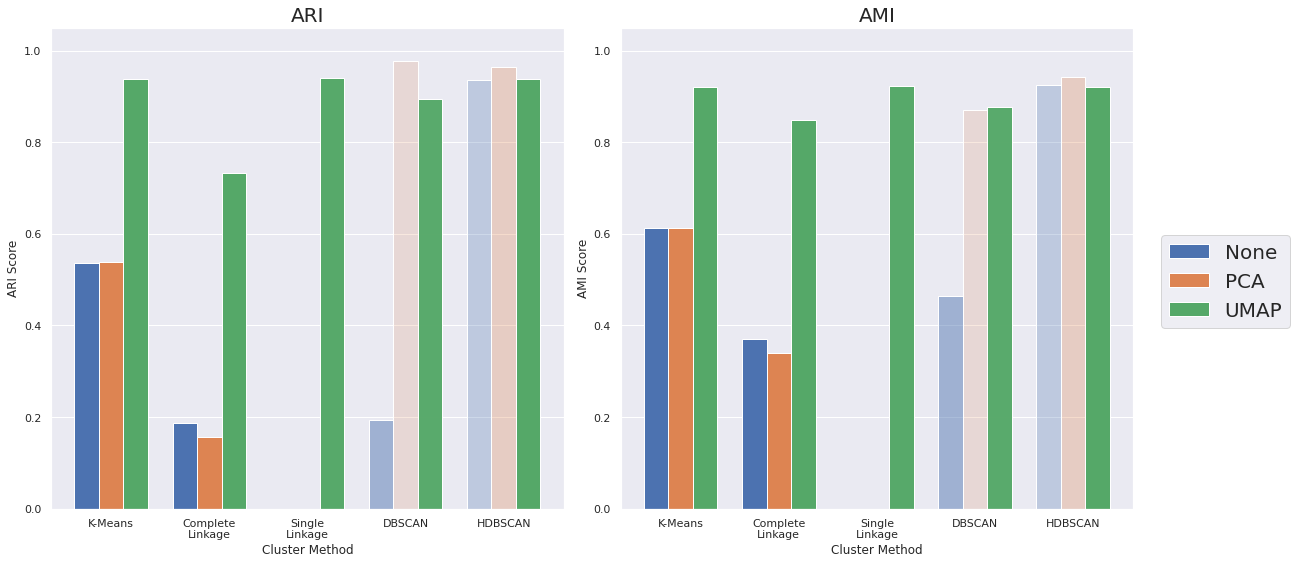 ARI
1.0
0.8
0.6
0.4
0.2
0.0
ARI Score
K-Means
Complete
Linkage
Single
Linkage
DBSCAN
HDBSCAN
Cluster Method
AMI
1.0
0.8
0.6
0.4
0.2
0.0
AMI Score
K-Means
Complete
Linkage
Single
Linkage
DBSCAN
HDBSCAN
Cluster Method
None
PCA
UMAP